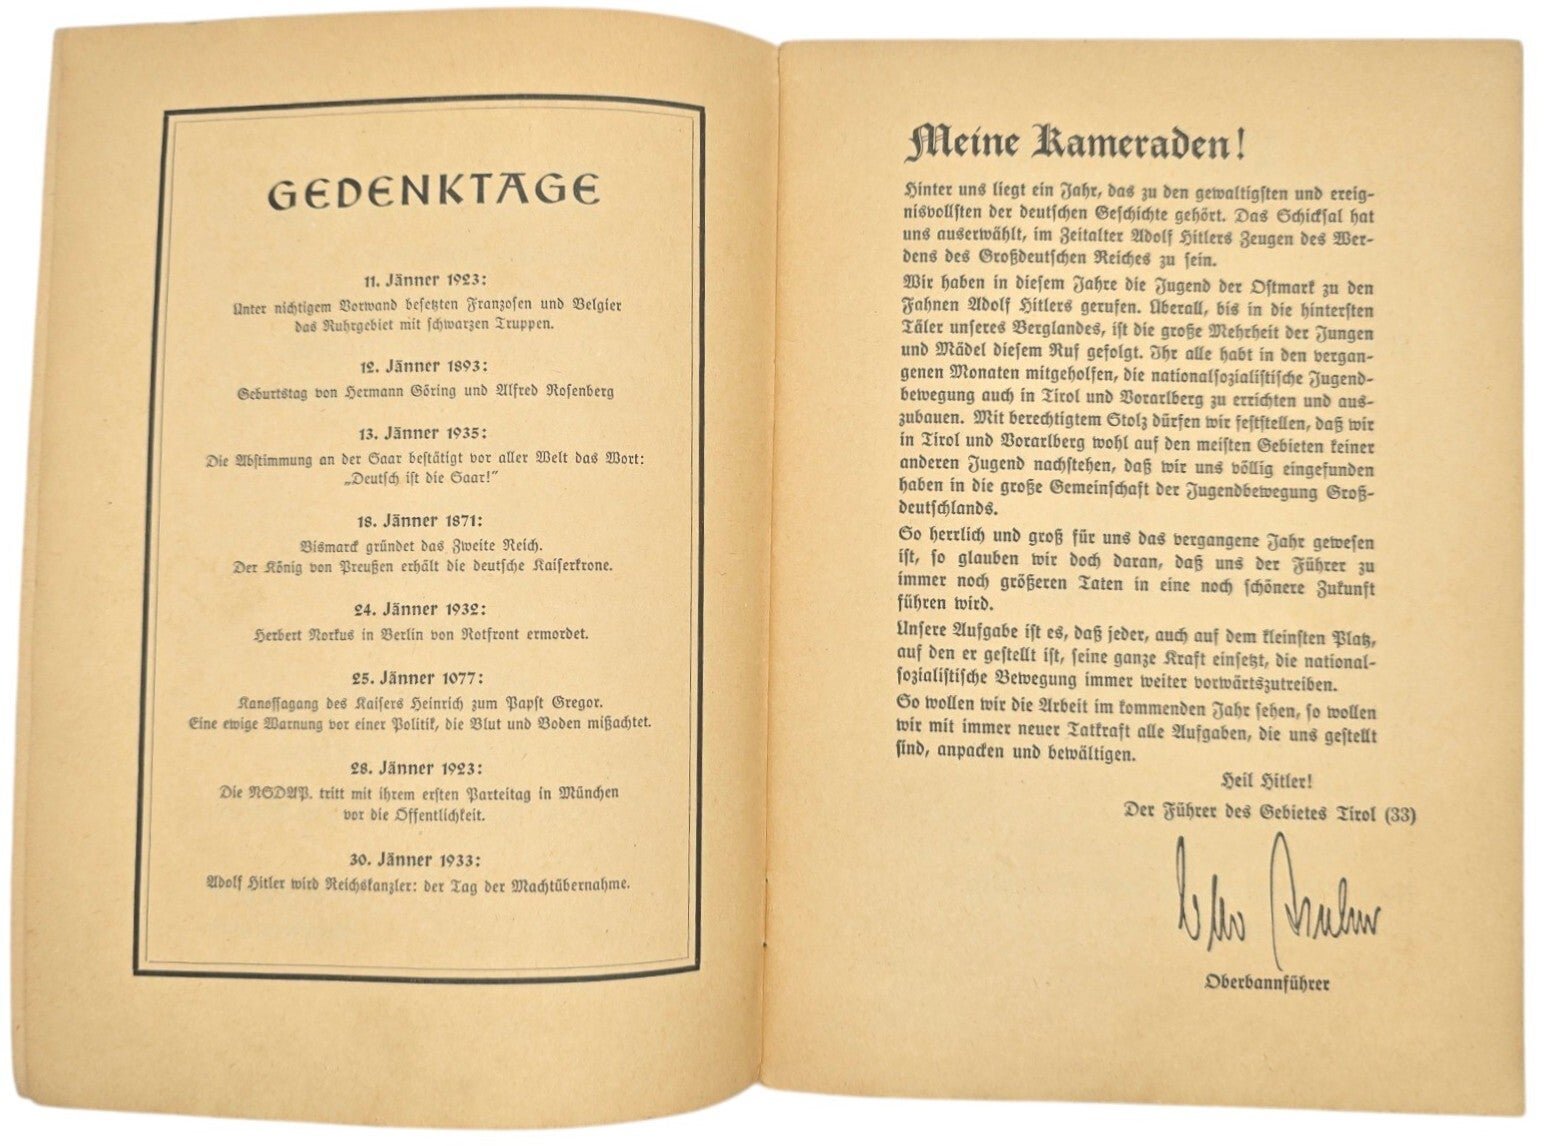 GEDENKTAGE
11. Jänner 1923:
Unter nichtigem Vorwand besetzten Franzosen und Belgier
das Ruhrgebiet mit schwarzen Truppen.
12. Jänner 1893:
Geburtstag von Hermann Göring und Alfred Rosenberg
13. Jänner 1935:
Die Abstimmung an der Saar bestätigt vor aller Welt das Wort:
„Deutsch ist die Saar!“
18. Jänner 1871:
Bismarck gründet das Zweite Reich.
Der König von Preußen erhält die deutsche Kaiserkrone.
24. Jänner 1932:
Herbert Norkus in Berlin von Rotfront ermordet.
25. Jänner 1077:
Kanossagang des Kaisers Heinrich zum Papst Gregor.
Eine ewige Warnung vor einer Politik, die Blut und Boden mißachtet.
28. Jänner 1923:
Die NSDAP. tritt mit ihrem ersten Parteitag in München
vor die Öffentlichkeit.
30. Jänner 1933:
Adolf Hitler wird Reichskanzler: der Tag der Machtübernahme.
Meine Kameraden!
Hinter uns liegt ein Jahr, das zu den gewaltigsten und ereig-
nisvollsten der deutschen Geschichte gehört. Das Schicksal hat
uns auserwählt, im Zeitalter Adolf Hitlers Zeugen des Wer-
dens des Großdeutschen Reiches zu sein.
Wir haben in diesem Jahre die Jugend der Ostmark zu den
Fahnen Adolf Hitlers gerufen. Überall, bis in die hintersten
Täler unseres Berglandes, ist die große Mehrheit der Jungen
und Mädel diesem Ruf gefolgt. Ihr alle habt in den vergan-
genen Monaten mitgeholfen, die nationalsozialistische Jugend-
bewegung auch in Tirol und Vorarlberg zu errichten und aus-
zubauen. Mit berechtigtem Stolz dürfen wir feststellen, daß wir
in Tirol und Vorarlberg wohl auf den meisten Gebieten keiner
anderen Jugend nachstehen, daß wir uns völlig eingefunden
haben in die große Gemeinschaft der Jugendbewegung Groß-
deutschlands.
So herrlich und groß für uns das vergangene Jahr gewesen
ist, so glauben wir doch daran, daß uns der Führer zu
immer noch größeren Taten in eine noch schönere Zukunft
führen wird.
Unsere Aufgabe ist es, daß jeder, auch auf dem kleinsten Platz,
auf den er gestellt ist, seine ganze Kraft einsetzt, die national-
sozialistische Bewegung immer weiter vorwärtszutreiben.
So wollen wir die Arbeit im kommenden Jahr sehen, so wollen
wir mit immer neuer Tatkraft alle Aufgaben, die uns gestellt
sind, anpacken und bewältigen.
Heil Hitler!
Der Führer des Gebietes Tirol (33)
Oberbannführer